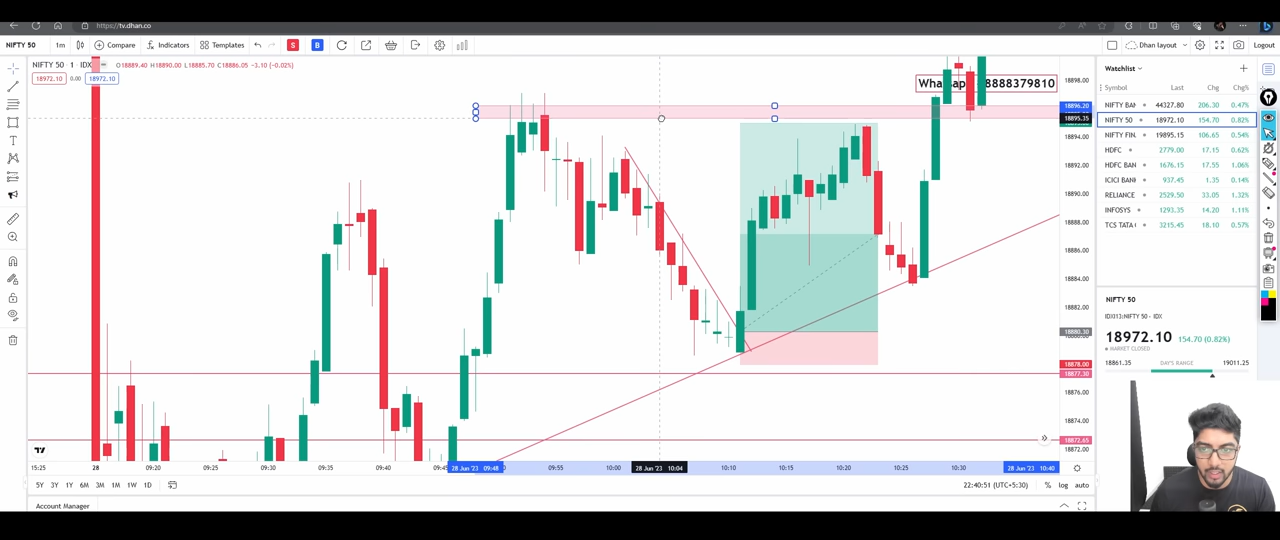 https://tv.dhan.co
NIFTY 50 1m Compare Indicators Templates S B Dhan layout Logout
NIFTY 50 · 1 · IDX O18889.40 H18890.00 L18885.70 C18886.05 -3.10 (-0.02%)
18972.10 0.00 18972.10
8888379810
18898.00
18896.20
18895.35
18894.00
18892.00
18890.00
18888.00
18886.00
18884.00
18882.00
18880.30
18878.00
18877.30
18876.00
18874.00
18872.65
18872.00
15:25 28 09:20 09:25 09:30 09:35 09:40 09:45 28 Jun '23 09:48 09:55 10:00 28 Jun '23 10:04 10:10 10:15 10:20 10:25 10:30 28 Jun '23 10:40
5Y 3Y 1Y 6M 3M 1M 1W 1D 22:40:51 (UTC+5:30) % log auto
Account Manager
Watchlist
Symbol Last Chg Chg%
NIFTY BAN 44327.80 206.30 0.47%
NIFTY 50 18972.10 154.70 0.82%
NIFTY FIN 19895.15 106.65 0.54%
HDFC 2779.00 17.15 0.62%
HDFC BAN 1676.15 17.55 1.06%
ICICI BAN 937.45 1.35 0.14%
RELIANCE 2529.50 33.05 1.32%
INFOSYS 1293.35 14.20 1.11%
TCS TATA 3215.45 18.10 0.57%
NIFTY 50
IDX|13:NIFTY 50 - IDX
18972.10 154.70 (0.82%)
MARKET CLOSED
18861.35 DAY'S RANGE 19011.25